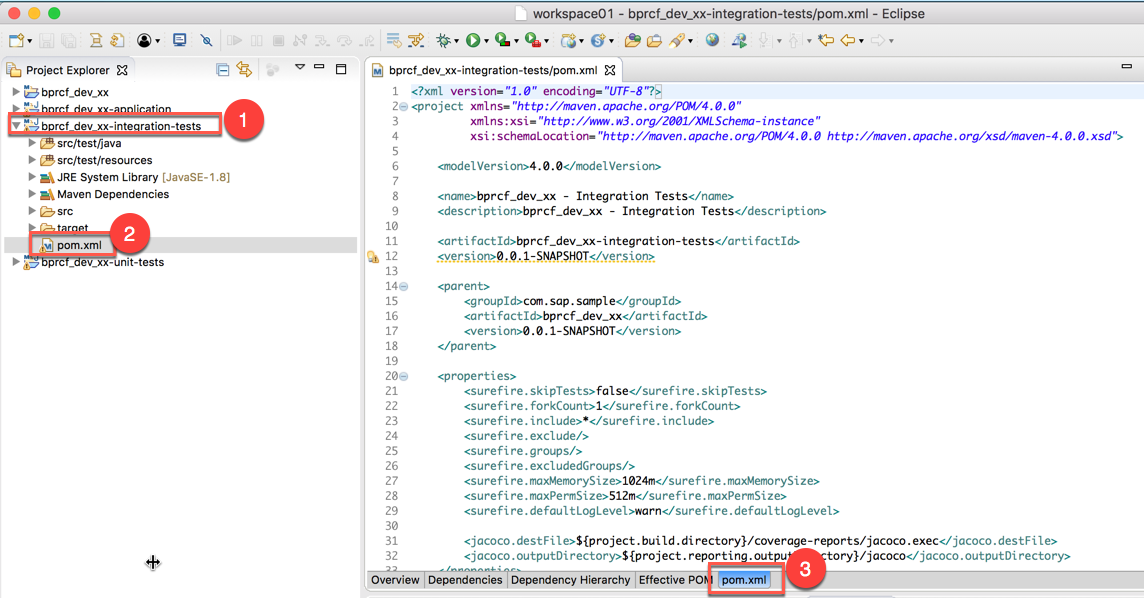 workspace01 - bprcf_dev_xx-integration-tests/pom.xml - Eclipse
Project Explorer
bprcf_dev_xx
bprcf_dev_xx-application
bprcf_dev_xx-integration-tests
1
src/test/java
src/test/resources
JRE System Library [JavaSE-1.8]
Maven Dependencies
src
target
2
pom.xml
bprcf_dev_xx-unit-tests
bprcf_dev_xx-integration-tests/pom.xml
1 <?xml version="1.0" encoding="UTF-8"?>
2 <project xmlns="http://maven.apache.org/POM/4.0.0"
3 xmlns:xsi="http://www.w3.org/2001/XMLSchema-instance"
4 xsi:schemaLocation="http://maven.apache.org/POM/4.0.0 http://maven.apache.org/xsd/maven-4.0.0.xsd">
5
6 <modelVersion>4.0.0</modelVersion>
7
8 <name>bprcf_dev_xx - Integration Tests</name>
9 <description>bprcf_dev_xx - Integration Tests</description>
10
11 <artifactId>bprcf_dev_xx-integration-tests</artifactId>
12 <version>0.0.1-SNAPSHOT</version>
13
14 <parent>
15 <groupId>com.sap.sample</groupId>
16 <artifactId>bprcf_dev_xx</artifactId>
17 <version>0.0.1-SNAPSHOT</version>
18 </parent>
19
20 <properties>
21 <surefire.skipTests>false</surefire.skipTests>
22 <surefire.forkCount>1</surefire.forkCount>
23 <surefire.include>*</surefire.include>
24 <surefire.exclude/>
25 <surefire.groups/>
26 <surefire.excludedGroups/>
27 <surefire.maxMemorySize>1024m</surefire.maxMemorySize>
28 <surefire.maxPermSize>512m</surefire.maxPermSize>
29 <surefire.defaultLogLevel>warn</surefire.defaultLogLevel>
30
31 <jacoco.destFile>${project.build.directory}/coverage-reports/jacoco.exec</jacoco.destFile>
32 <jacoco.outputDirectory>${project.reporting.outp ectory}/jacoco</jacoco.outputDirectory>
33 </properties>
Overview Dependencies Dependency Hierarchy Effective POM pom.xml
3